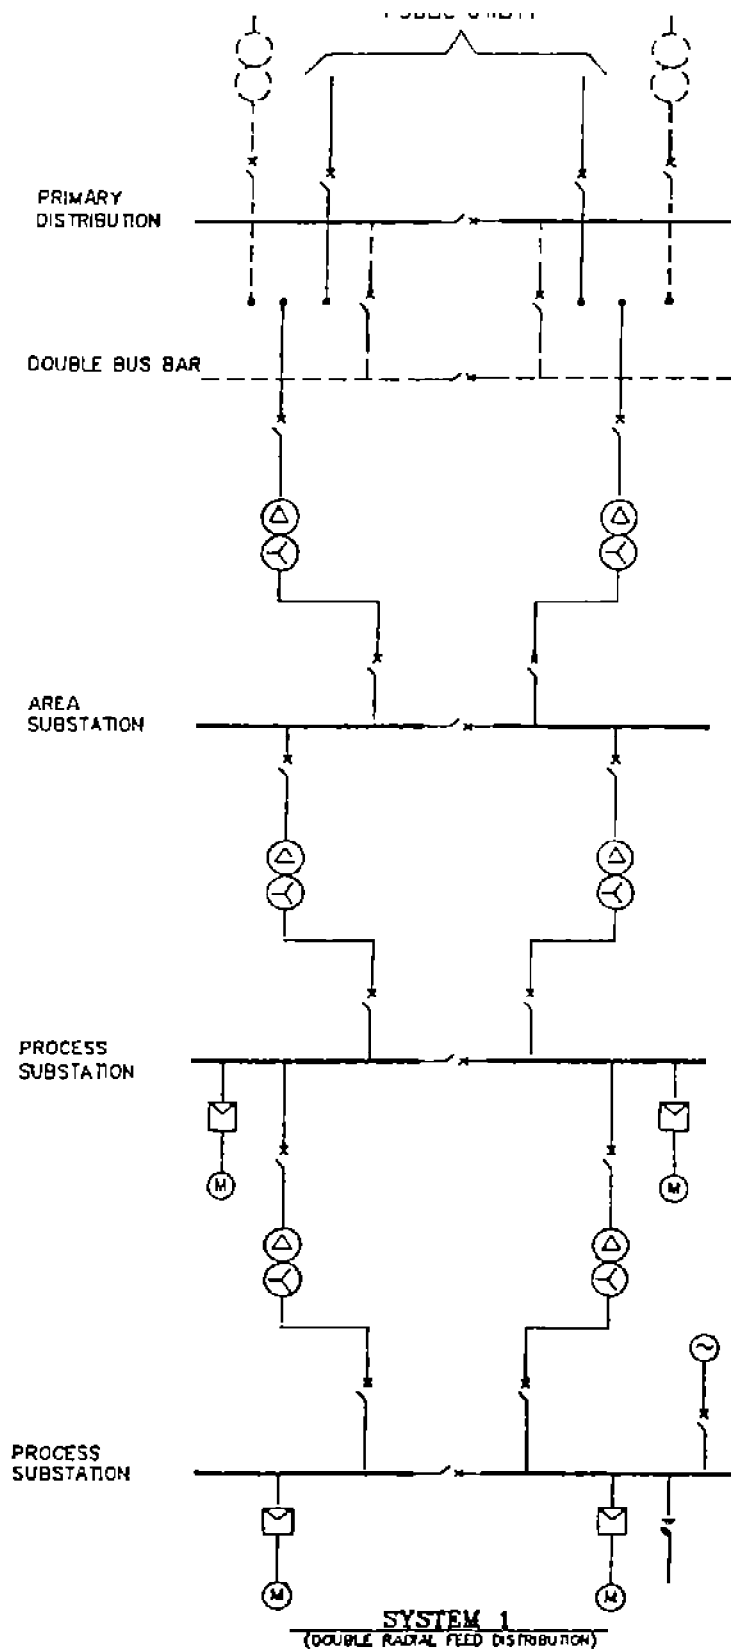 PRIMARY
DISTRIBUTION
DOUBLE BUS BAR
AREA
SUBSTATION
PROCESS
SUBSTATION
M
M
PROCESS
SUBSTATION
M
M
SYSTEM 1
(DOUBLE RADIAL FEED DISTRIBUTION)